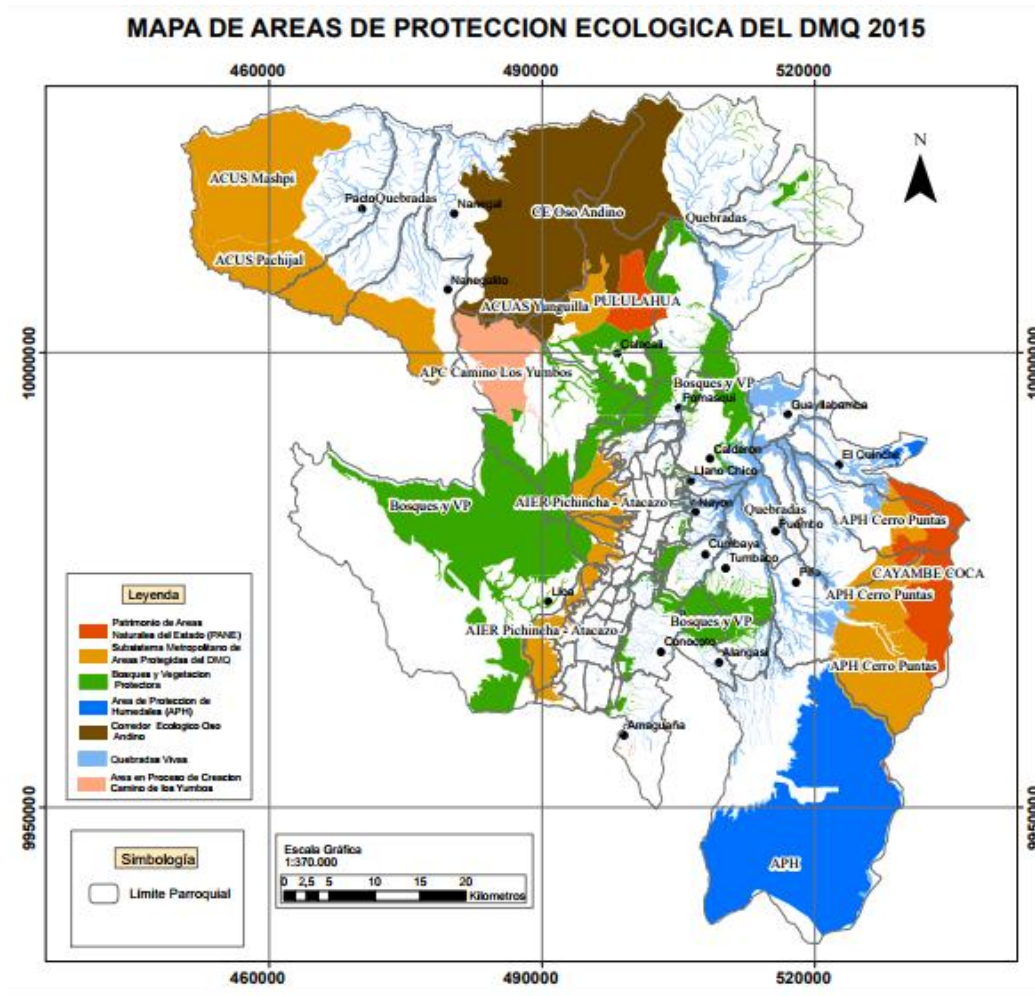 MAPA DE AREAS DE PROTECCION ECOLOGICA DEL DMQ 2015
460000
490000
520000
N
ACUS Mashpi
Pacto
Quebradas
Nanegal
CE Oso Andino
Quebradas
ACUS Pachijal
Nanegalito
ACUAS Yunguilla
PULULAHUA
10000000
10000000
Calacali
APC Camino Los Yumbos
Bosques y VP
Pomasqui
Guayllabamba
Calderon
El Quinche
Llano Chico
Bosques y VP
AIER Pichincha - Atacazo
Nayon
Quebradas
Puembo
APH Cerro Puntas
Cumbaya
Tumbaco
Pifo
CAYAMBE COCA
APH Cerro Puntas
Lloa
Bosques y VP
AIER Pichincha - Atacazo
Conocoto
Alangasi
APH Cerro Puntas
Amaguaña
APH
9950000
9950000
Leyenda
Patrimonio de Areas
Naturales del Estado (PANE)
Subsistema Metropolitano de
Areas Protegidas del DMQ
Bosques y Vegetacion
Protectora
Area de Proteccion de
Humedales (APH)
Corredor Ecologico Oso
Andino
Quebradas Vivas
Area en Proceso de Creacion
Camino de los Yumbos
Simbología
Límite Parroquial
Escala Gráfica
1:370.000
0 2,5 5 10 15 20
Kilometros
460000
490000
520000